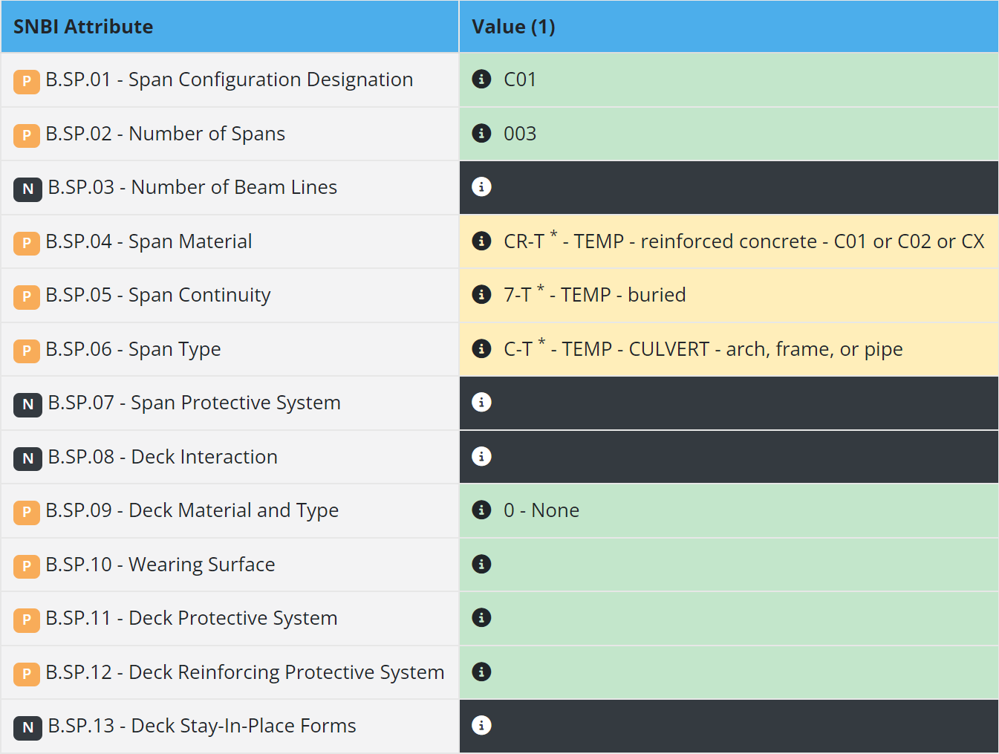 SNBI Attribute Value (1)
P B.SP.01 - Span Configuration Designation C01
P B.SP.02 - Number of Spans 003
N B.SP.03 - Number of Beam Lines
P B.SP.04 - Span Material CR-T * - TEMP - reinforced concrete - C01 or C02 or CX
P B.SP.05 - Span Continuity 7-T * - TEMP - buried
P B.SP.06 - Span Type C-T * - TEMP - CULVERT - arch, frame, or pipe
N B.SP.07 - Span Protective System
N B.SP.08 - Deck Interaction
P B.SP.09 - Deck Material and Type 0 - None
P B.SP.10 - Wearing Surface
P B.SP.11 - Deck Protective System
P B.SP.12 - Deck Reinforcing Protective System
N B.SP.13 - Deck Stay-In-Place Forms